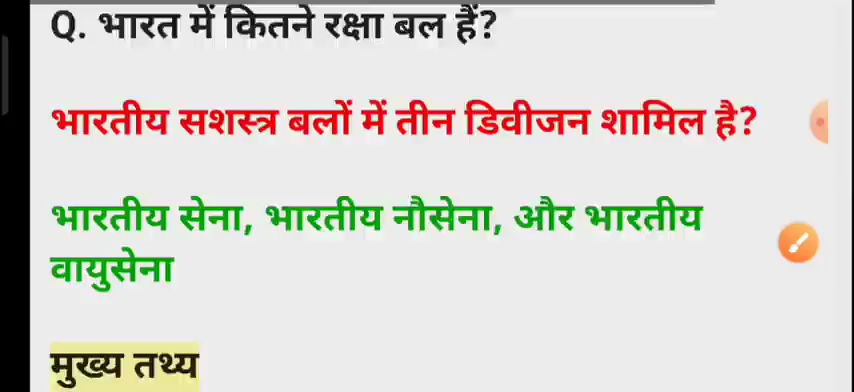 Q. भारत में कितने रक्षा बल हैं?
भारतीय सशस्त्र बलों में तीन डिवीजन शामिल है?
भारतीय सेना, भारतीय नौसेना, और भारतीय
वायुसेना
मुख्य तथ्य